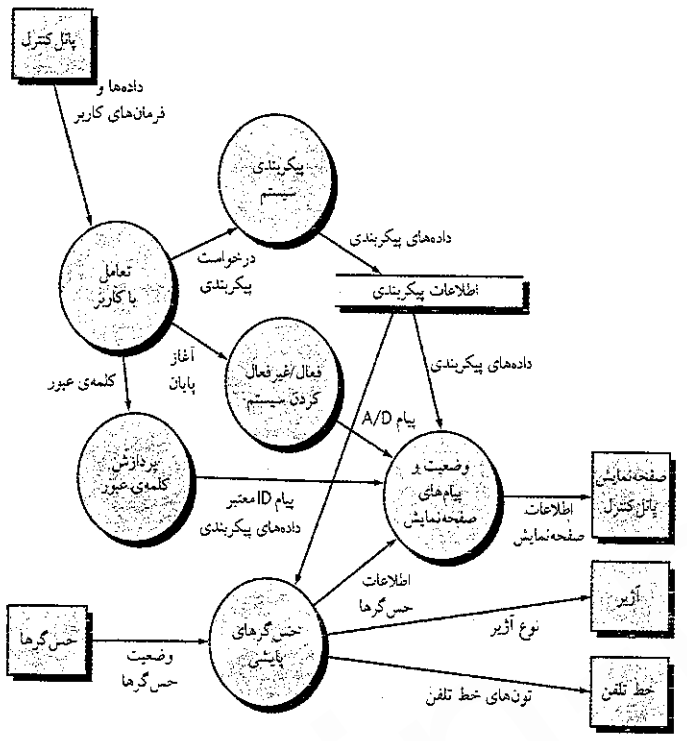 پانل کنترل
داده‌ها و
فرمان‌های کاربر
پیکربندی
سیستم
تعامل
با کاربر
درخواست
پیکربندی
داده‌های پیکربندی
اطلاعات پیکربندی
آغاز
پایان
فعال/غیرفعال
کردن سیستم
داده‌های پیکربندی
کلمه‌ی عبور
پیام A/D
پردازش
کلمه‌ی عبور
پیام ID معتبر
داده‌های پیکربندی
وضعیت و
پیام‌های
صفحه‌نمایش
اطلاعات
صفحه‌نمایش
صفحه‌نمایش
پانل کنترل
اطلاعات
حس‌گرها
حس‌گرها
وضعیت
حس‌گرها
حس‌گرهای
پایشی
نوع آژیر
آژیر
تون‌های خط تلفن
خط تلفن